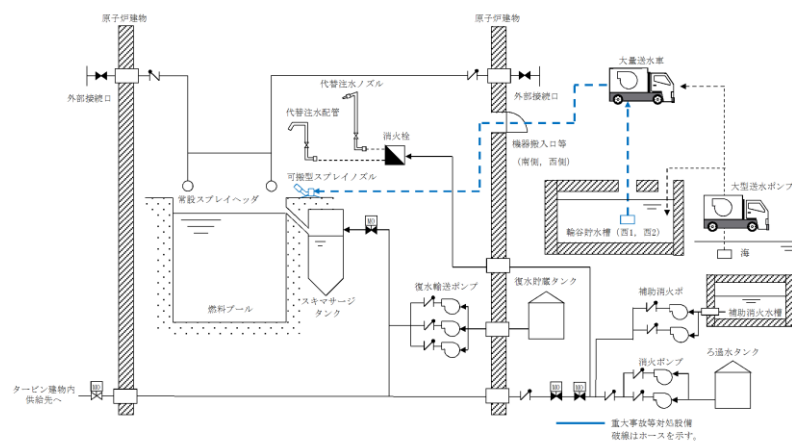 原子炉建物
原子炉建物
大量送水車
外部接続口
代替注水ノズル
外部接続口
代替注水配管
消火栓
機器搬入口等
（南側，西側）
可搬型スプレイノズル
大型送水ポンプ
常設スプレイヘッダ
輪谷貯水槽（西1，西2）
海
MO
復水輸送ポンプ
復水貯蔵タンク
補助消火ポ
スキマサージ
タンク
燃料プール
補助消火水槽
消火ポンプ
ろ過水タンク
タービン建物内
供給先へ
MO
MO
MO
重大事故等対処設備
破線はホースを示す。